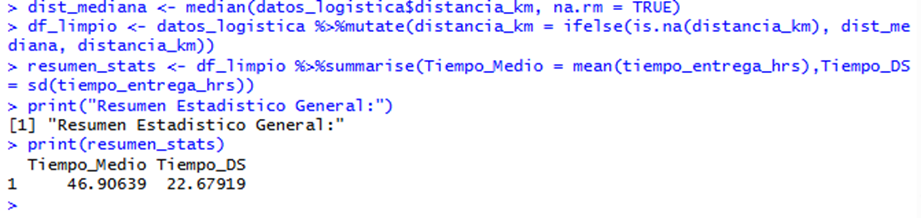 > dist_mediana <- median(datos_logistica$distancia_km, na.rm = TRUE)
> df_limpio <- datos_logistica %>%mutate(distancia_km = ifelse(is.na(distancia_km), dist_me
diana, distancia_km))
> resumen_stats <- df_limpio %>%summarise(Tiempo_Medio = mean(tiempo_entrega_hrs),Tiempo_DS
= sd(tiempo_entrega_hrs))
> print("Resumen Estadistico General:")
[1] "Resumen Estadistico General:"
> print(resumen_stats)
  Tiempo_Medio Tiempo_DS
1     46.90639  22.67919
>